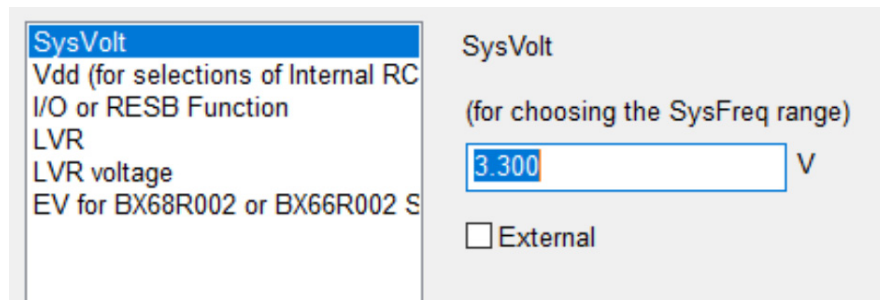 SysVolt
Vdd (for selections of Internal RC
I/O or RESB Function
LVR
LVR voltage
EV for BX68R002 or BX66R002 S
SysVolt
(for choosing the SysFreq range)
3.300 V
External